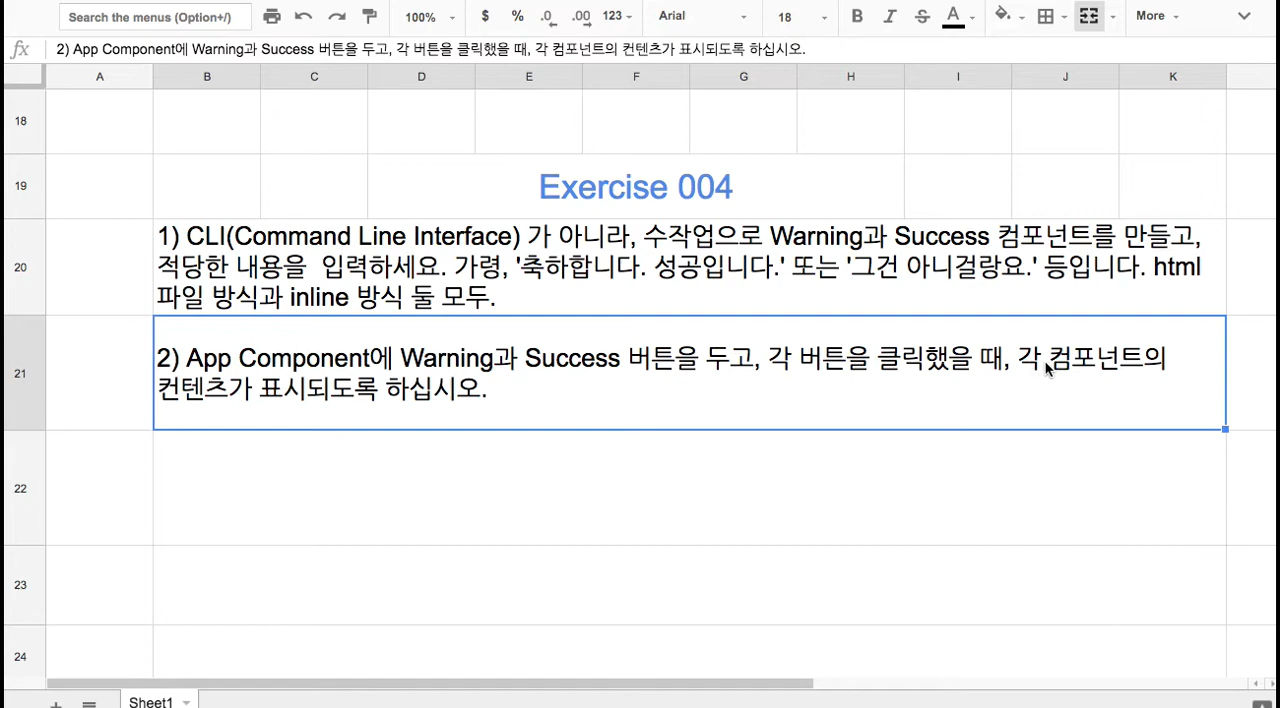 Search the menus (Option+/)
100%
$ % .0 .00 123
Arial
18
B I S A
More
fx
2) App Component에 Warning과 Success 버튼을 두고, 각 버튼을 클릭했을 때, 각 컴포넌트의 컨텐츠가 표시되도록 하십시오.
A B C D E F G H I J K
18
19
Exercise 004
20
1) CLI(Command Line Interface) 가 아니라, 수작업으로 Warning과 Success 컴포넌트를 만들고,
적당한 내용을 입력하세요. 가령, '축하합니다. 성공입니다.' 또는 '그건 아니걸랑요.' 등입니다. html
파일 방식과 inline 방식 둘 모두.
21
2) App Component에 Warning과 Success 버튼을 두고, 각 버튼을 클릭했을 때, 각 컴포넌트의
컨텐츠가 표시되도록 하십시오.
22
23
24
Sheet1